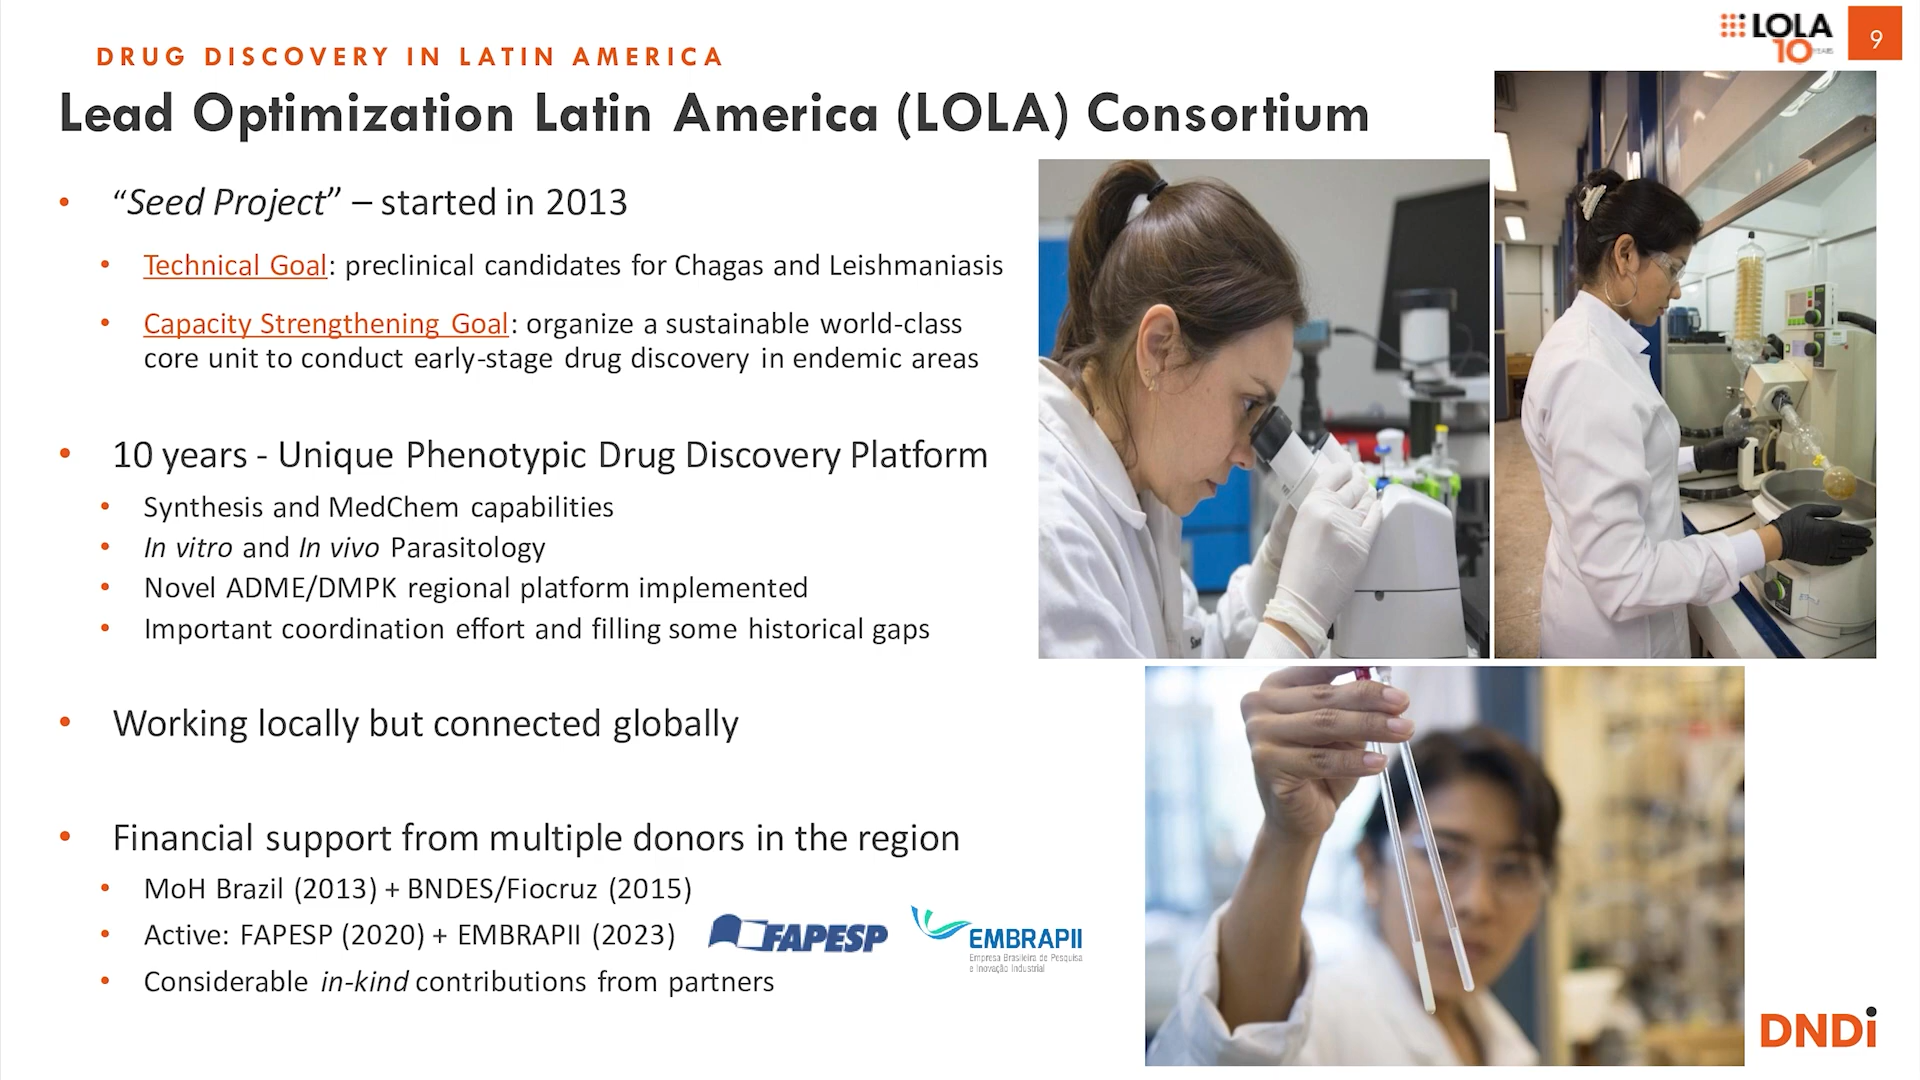 LOLA
10 YEARS
9
DRUG DISCOVERY IN LATIN AMERICA
Lead Optimization Latin America (LOLA) Consortium
• “Seed Project” – started in 2013
• Technical Goal: preclinical candidates for Chagas and Leishmaniasis
• Capacity Strengthening Goal: organize a sustainable world-class
core unit to conduct early-stage drug discovery in endemic areas
• 10 years - Unique Phenotypic Drug Discovery Platform
• Synthesis and MedChem capabilities
• In vitro and In vivo Parasitology
• Novel ADME/DMPK regional platform implemented
• Important coordination effort and filling some historical gaps
• Working locally but connected globally
• Financial support from multiple donors in the region
• MoH Brazil (2013) + BNDES/Fiocruz (2015)
• Active: FAPESP (2020) + EMBRAPII (2023)
FAPESP
EMBRAPII
Empresa Brasileira de Pesquisa
e Inovação Industrial
• Considerable in-kind contributions from partners
DNDi